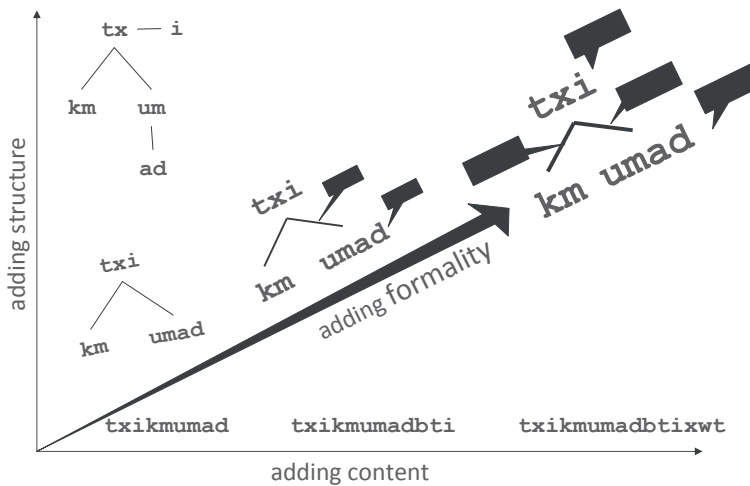 tx i
km um
ad
txi
km umad
txi
km umad
txi
km umad
adding structure
adding formality
txikmumad txikmumadbti txikmumadbtixwt
adding content